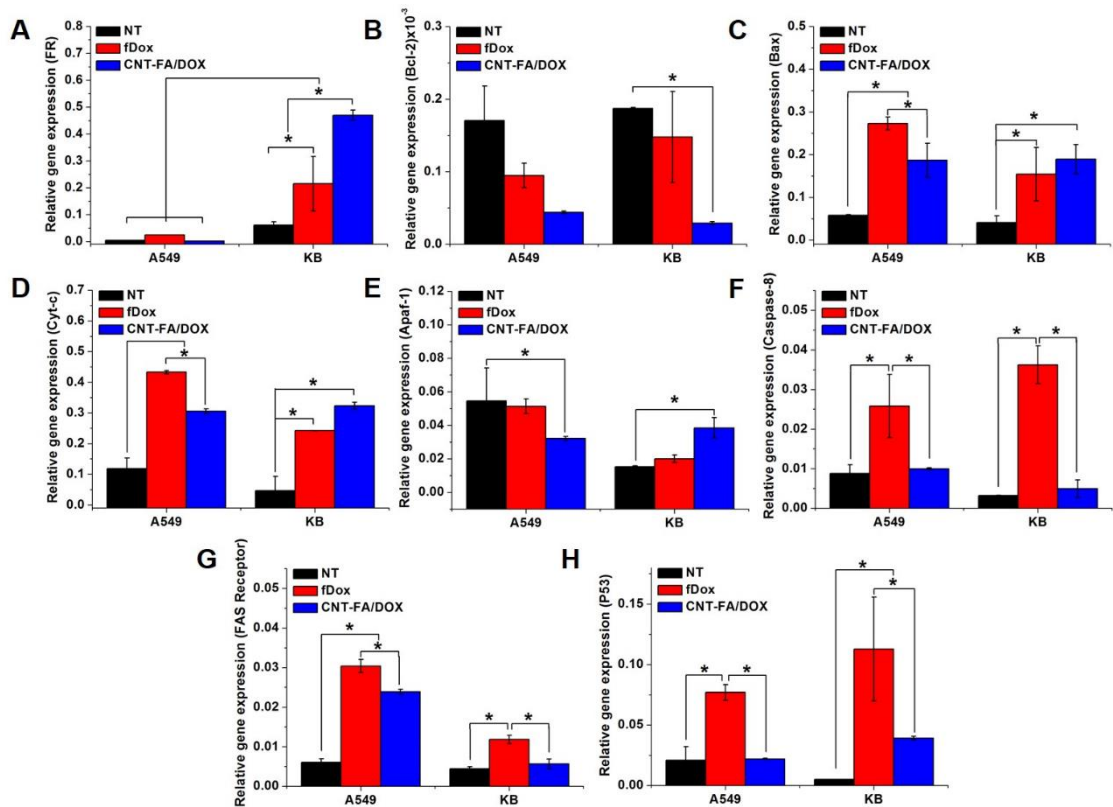 A
Relative gene expression (FR)
0.8
0.7
0.6
0.5
0.4
0.3
0.2
0.1
0.0
NT
fDox
CNT-FA/DOX
*
*
*
A549
KB
B
Relative gene expression (Bcl-2)x10-3
0.3
0.2
0.1
0.0
NT
fDox
CNT-FA/DOX
*
A549
KB
C
Relative gene expression (Bax)
0.5
0.4
0.3
0.2
0.1
0.0
NT
fDox
CNT-FA/DOX
*
*
*
*
A549
KB
D
Relative gene expression (Cyt-c)
0.7
0.6
0.5
0.4
0.3
0.2
0.1
0.0
NT
fDox
CNT-FA/DOX
*
*
*
A549
KB
E
Relative gene expression (Apaf-1)
0.12
0.10
0.08
0.06
0.04
0.02
0.00
NT
fDox
CNT-FA/DOX
*
*
A549
KB
F
Relative gene expression (Caspase-8)
0.05
0.04
0.03
0.02
0.01
0.00
NT
fDox
CNT-FA/DOX
*
*
*
*
A549
KB
G
Relative gene expression (FAS Receptor)
0.05
0.04
0.03
0.02
0.01
0.00
NT
fDox
CNT-FA/DOX
*
*
*
*
A549
KB
H
Relative gene expression (P53)
0.15
0.10
0.05
0.00
NT
fDox
CNT-FA/DOX
*
*
*
*
A549
KB